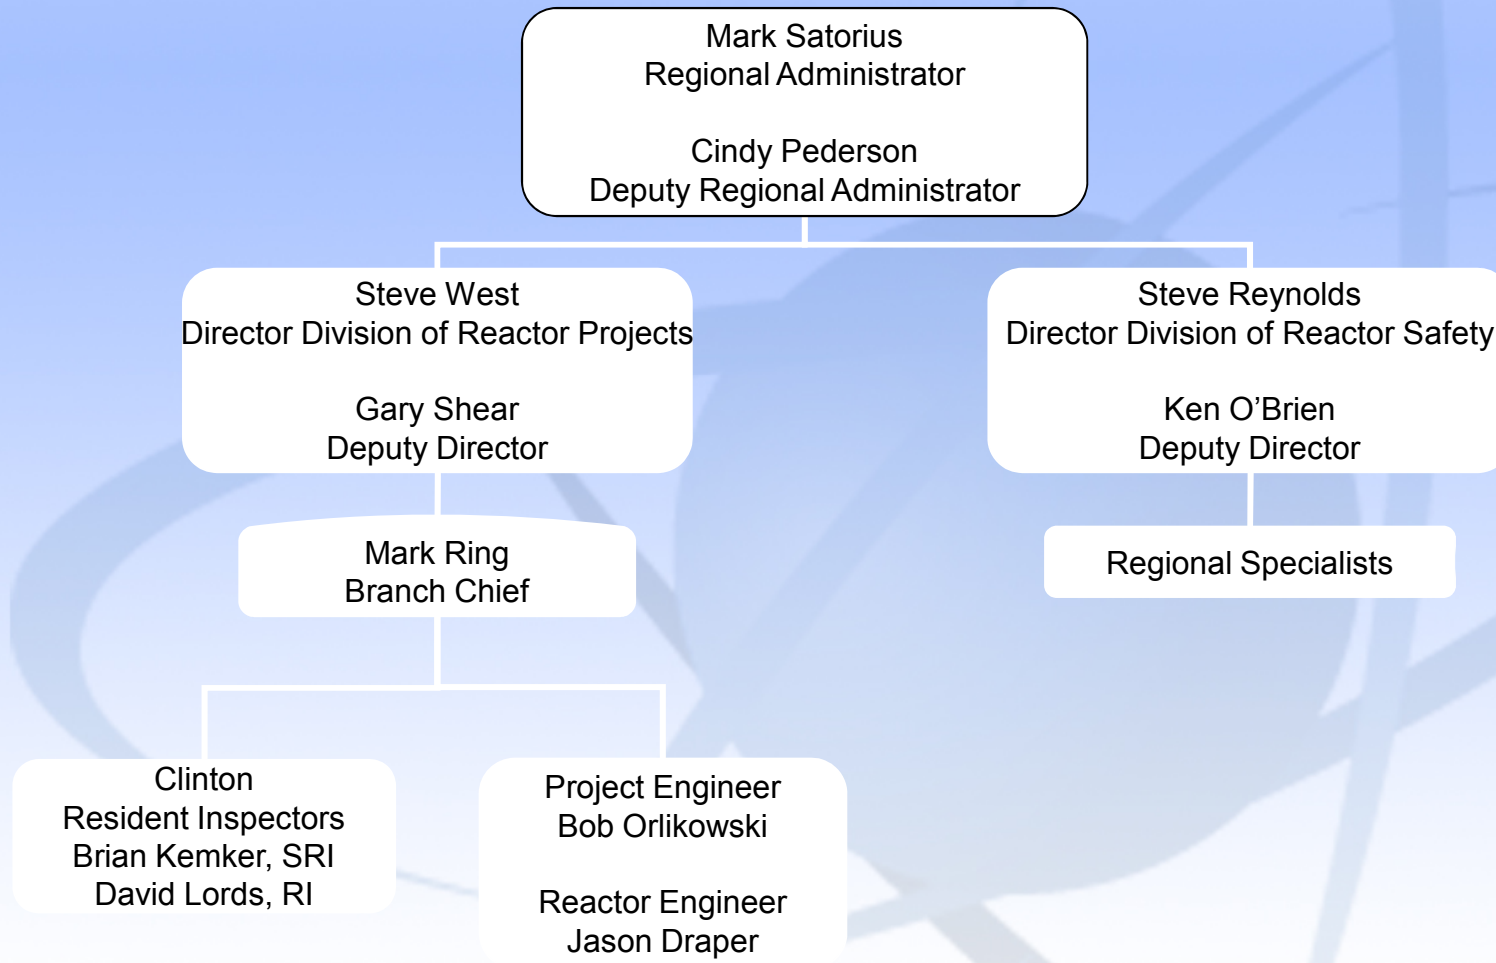 Mark Satorius
Regional Administrator
Cindy Pederson
Deputy Regional Administrator
Steve West
Director Division of Reactor Projects
Gary Shear
Deputy Director
Steve Reynolds
Director Division of Reactor Safety
Ken O’Brien
Deputy Director
Mark Ring
Branch Chief
Regional Specialists
Clinton
Resident Inspectors
Brian Kemker, SRI
David Lords, RI
Project Engineer
Bob Orlikowski
Reactor Engineer
Jason Draper